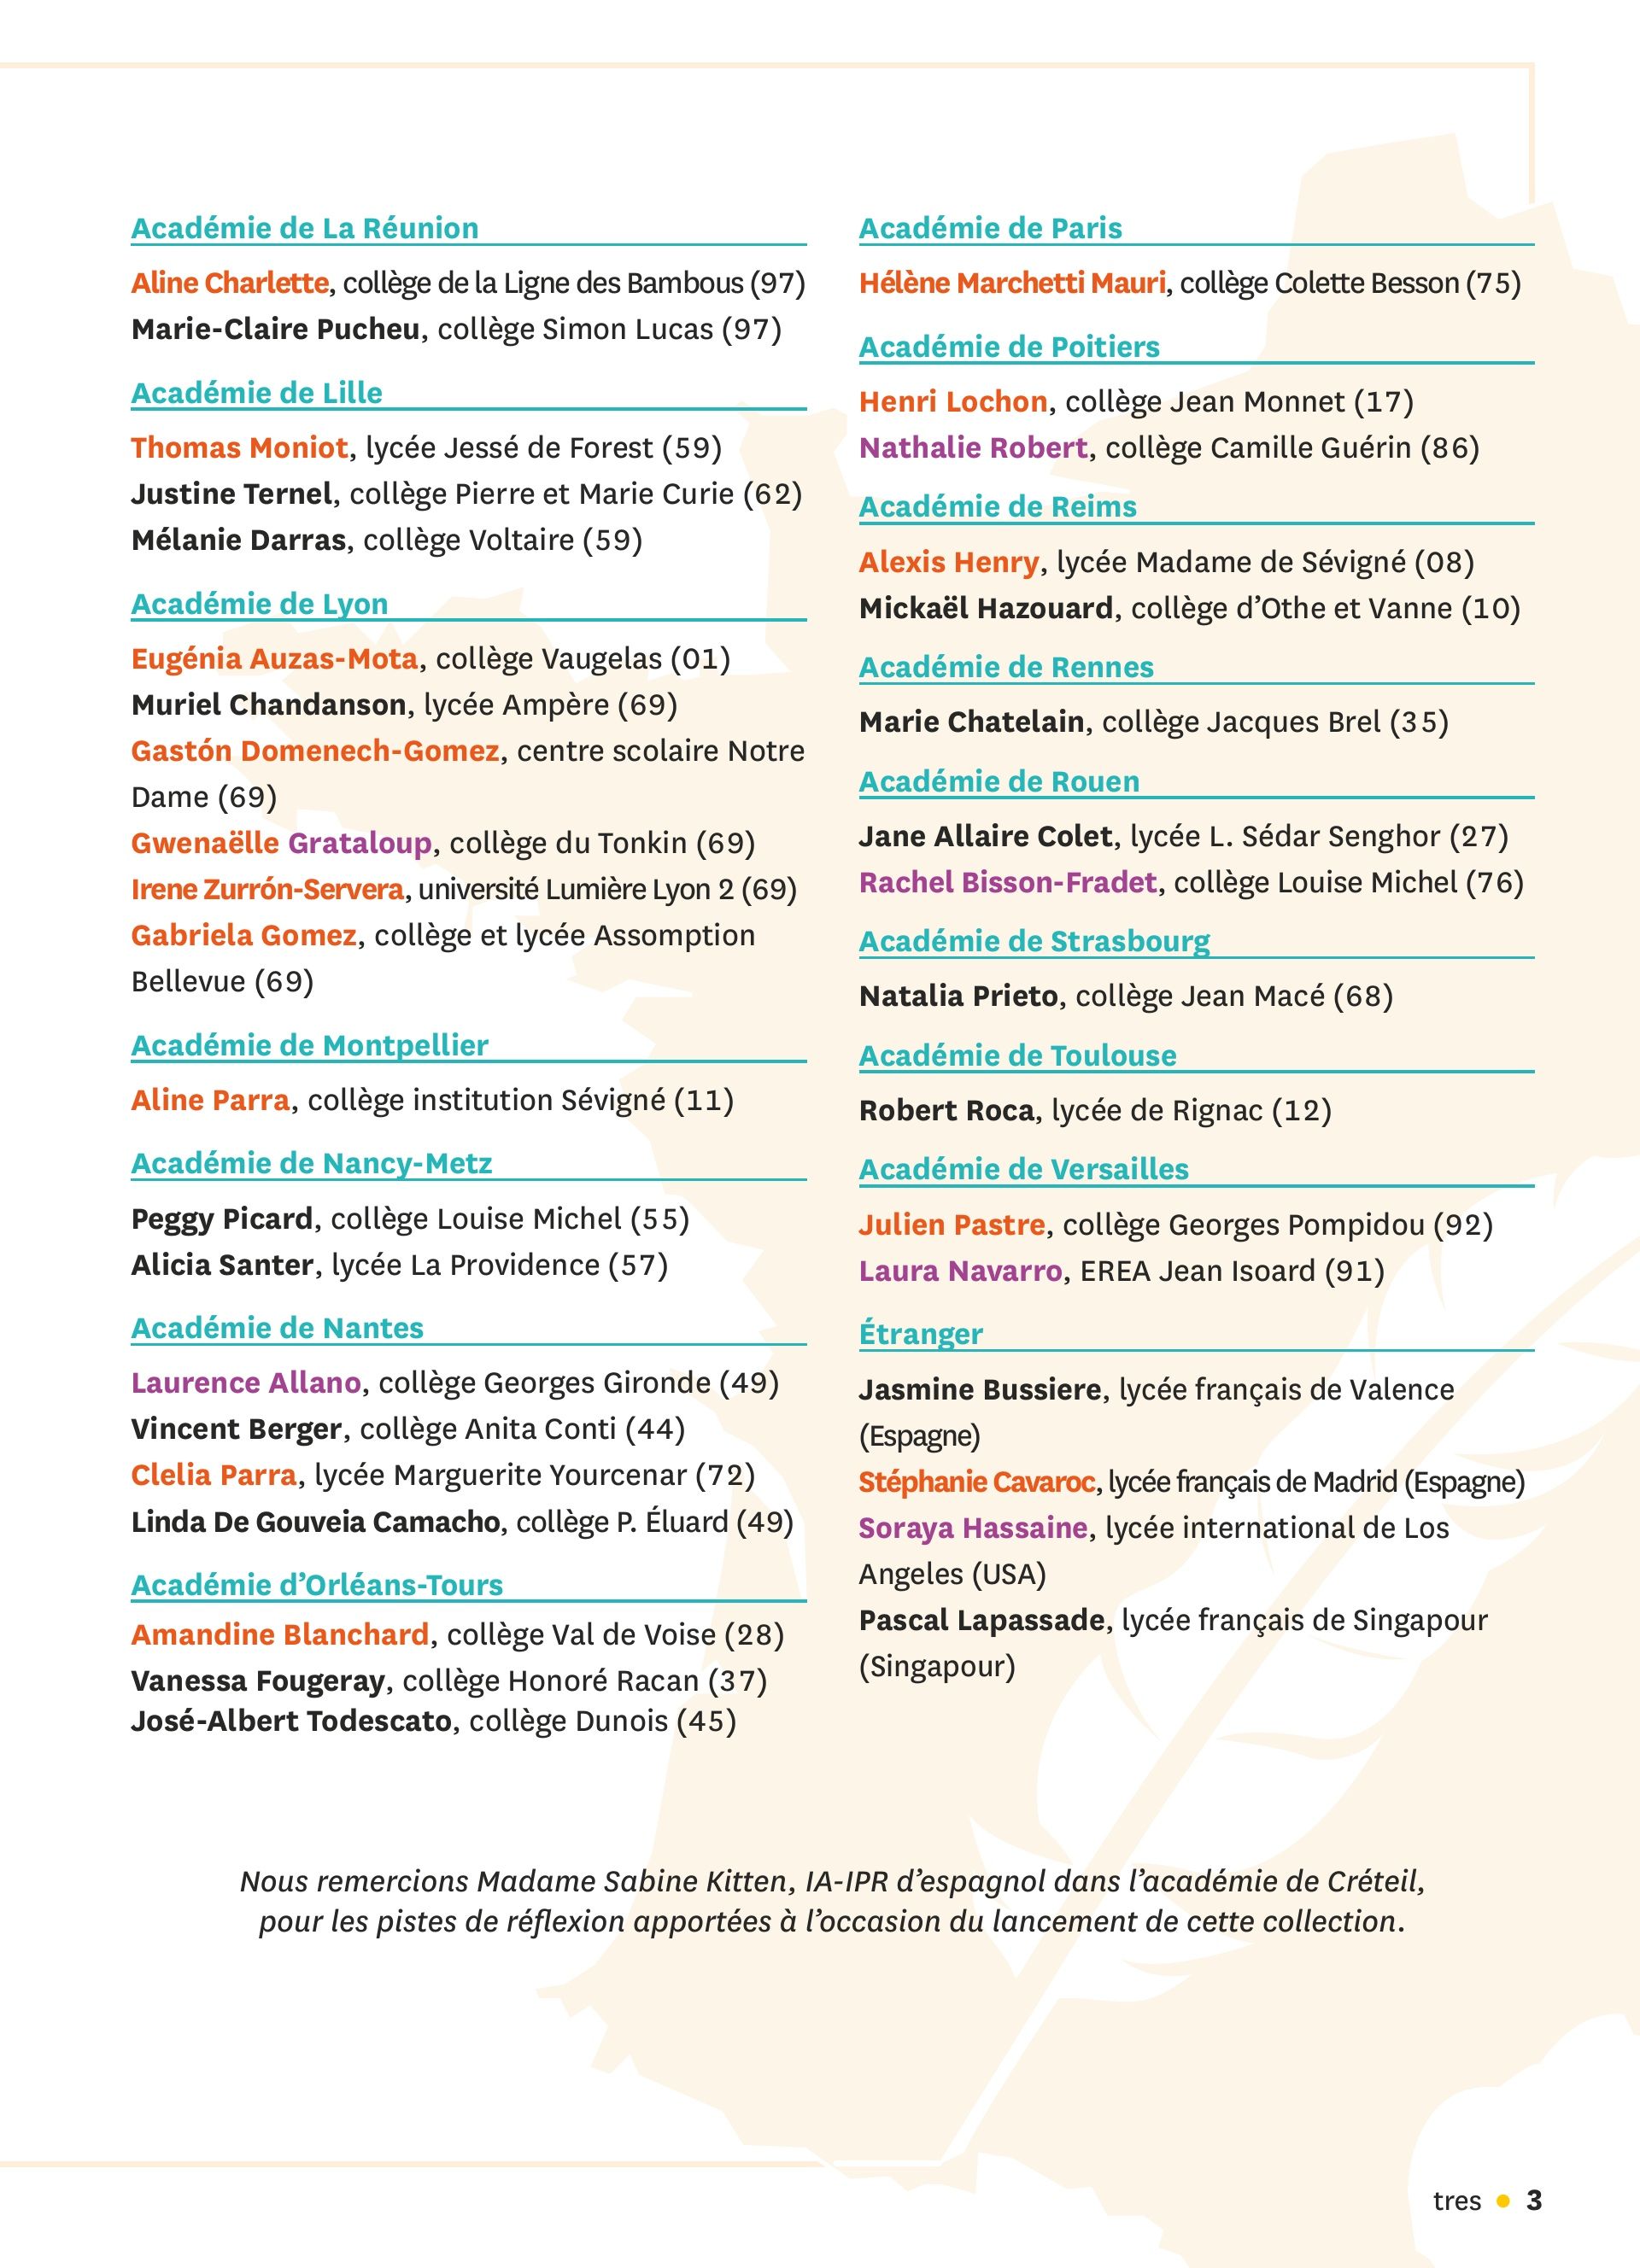 Académie de La Réunion
Aline Charlette, collège de la Ligne des Bambous (97)
Marie-Claire Pucheu, collège Simon Lucas (97)
Académie de Lille
Thomas Moniot, lycée Jessé de Forest (59)
Justine Ternel, collège Pierre et Marie Curie (62)
Mélanie Darras, collège Voltaire (59)
Académie de Lyon
Eugénia Auzas-Mota, collège Vaugelas (01)
Muriel Chandanson, lycée Ampère (69)
Gastón Domenech-Gomez, centre scolaire Notre
Dame (69)
Gwenaëlle Grataloup, collège du Tonkin (69)
Irene Zurrón-Servera, université Lumière Lyon 2 (69)
Gabriela Gomez, collège et lycée Assomption
Bellevue (69)
Académie de Montpellier
Aline Parra, collège institution Sévigné (11)
Académie de Nancy-Metz
Peggy Picard, collège Louise Michel (55)
Alicia Santer, lycée La Providence (57)
Académie de Nantes
Laurence Allano, collège Georges Gironde (49)
Vincent Berger, collège Anita Conti (44)
Clelia Parra, lycée Marguerite Yourcenar (72)
Linda De Gouveia Camacho, collège P. Éluard (49)
Académie d’Orléans-Tours
Amandine Blanchard, collège Val de Voise (28)
Vanessa Fougeray, collège Honoré Racan (37)
José-Albert Todescato, collège Dunois (45)
Académie de Paris
Hélène Marchetti Mauri, collège Colette Besson (75)
Académie de Poitiers
Henri Lochon, collège Jean Monnet (17)
Nathalie Robert, collège Camille Guérin (86)
Académie de Reims
Alexis Henry, lycée Madame de Sévigné (08)
Mickaël Hazouard, collège d’Othe et Vanne (10)
Académie de Rennes
Marie Chatelain, collège Jacques Brel (35)
Académie de Rouen
Jane Allaire Colet, lycée L. Sédar Senghor (27)
Rachel Bisson-Fradet, collège Louise Michel (76)
Académie de Strasbourg
Natalia Prieto, collège Jean Macé (68)
Académie de Toulouse
Robert Roca, lycée de Rignac (12)
Académie de Versailles
Julien Pastre, collège Georges Pompidou (92)
Laura Navarro, EREA Jean Isoard (91)
Étranger
Jasmine Bussiere, lycée français de Valence
(Espagne)
Stéphanie Cavaroc, lycée français de Madrid (Espagne)
Soraya Hassaine, lycée international de Los
Angeles (USA)
Pascal Lapassade, lycée français de Singapour
(Singapour)
Nous remercions Madame Sabine Kitten, IA-IPR d’espagnol dans l’académie de Créteil,
pour les pistes de réflexion apportées à l’occasion du lancement de cette collection.
tres • 3